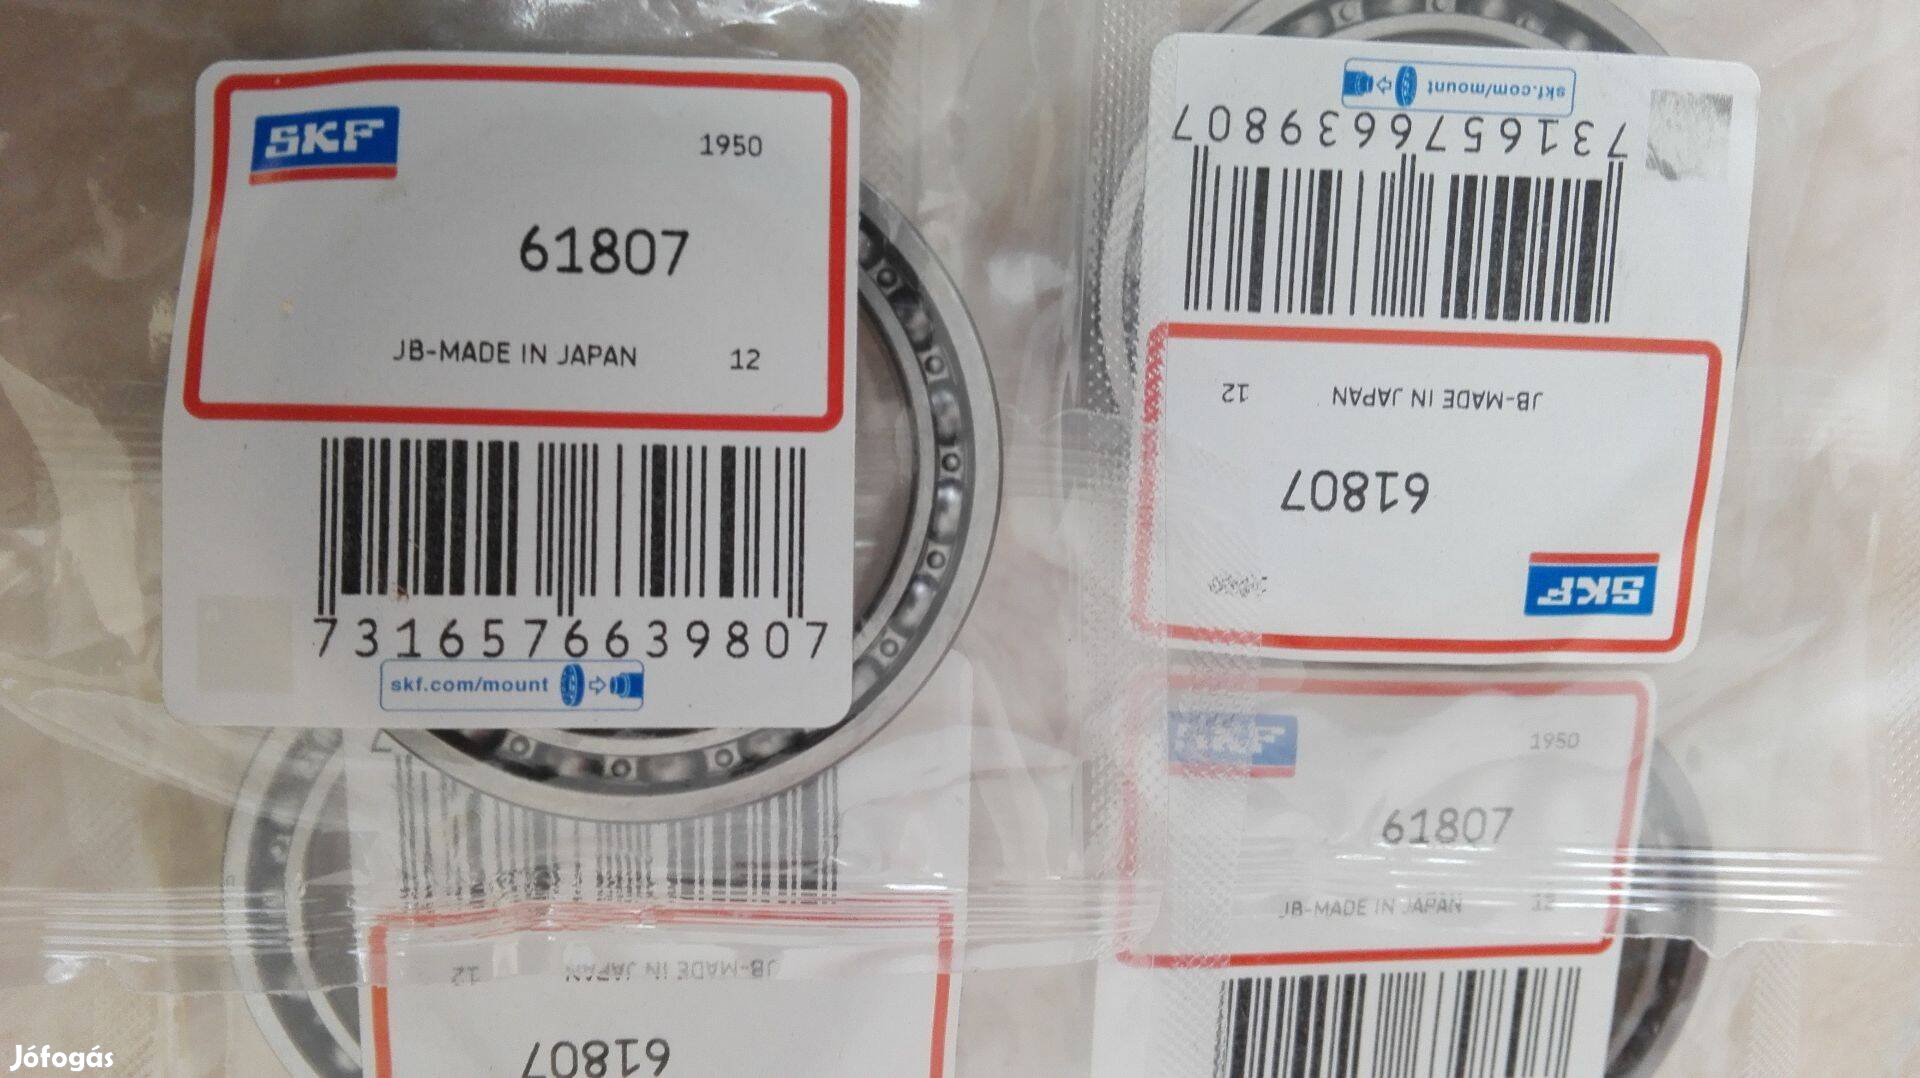 SKF
1950
61807
JB-MADE IN JAPAN 12
7316576639807
skf.com/mount
skf.com/mount
7316576639807
12 JB-MADE IN JAPAN
61807
SKF
SKF
1950
61807
JB-MADE IN JAPAN 12
JB-MADE IN JAPAN 12
61807
Jófogás